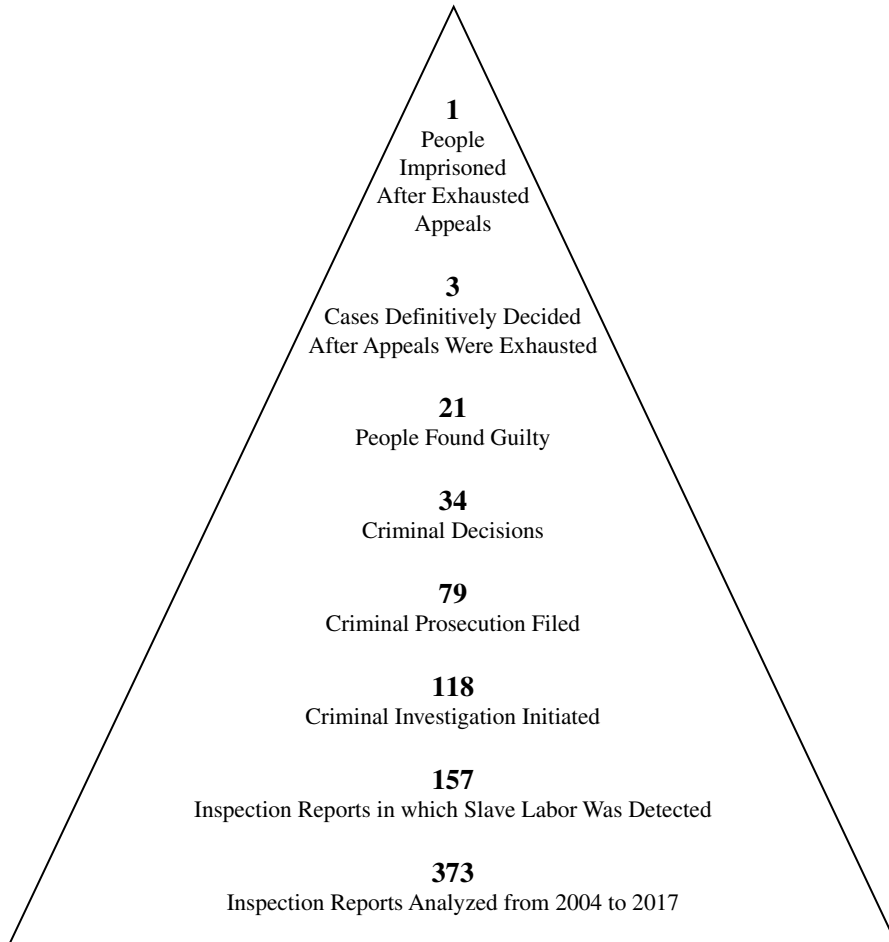 1
People
Imprisoned
After Exhausted
Appeals
3
Cases Definitively Decided
After Appeals Were Exhausted
21
People Found Guilty
34
Criminal Decisions
79
Criminal Prosecution Filed
118
Criminal Investigation Initiated
157
Inspection Reports in which Slave Labor Was Detected
373
Inspection Reports Analyzed from 2004 to 2017